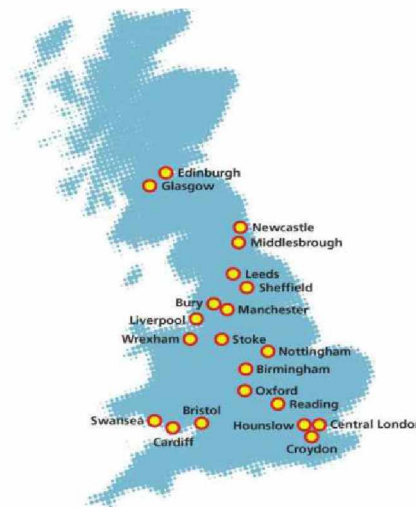 Edinburgh
Glasgow
Newcastle
Middlesbrough
Leeds
Sheffield
Bury
Manchester
Liverpool
Wrexham
Stoke
Nottingham
Birmingham
Oxford
Reading
Swansea
Bristol
Cardiff
Hounslow
Central London
Croydon